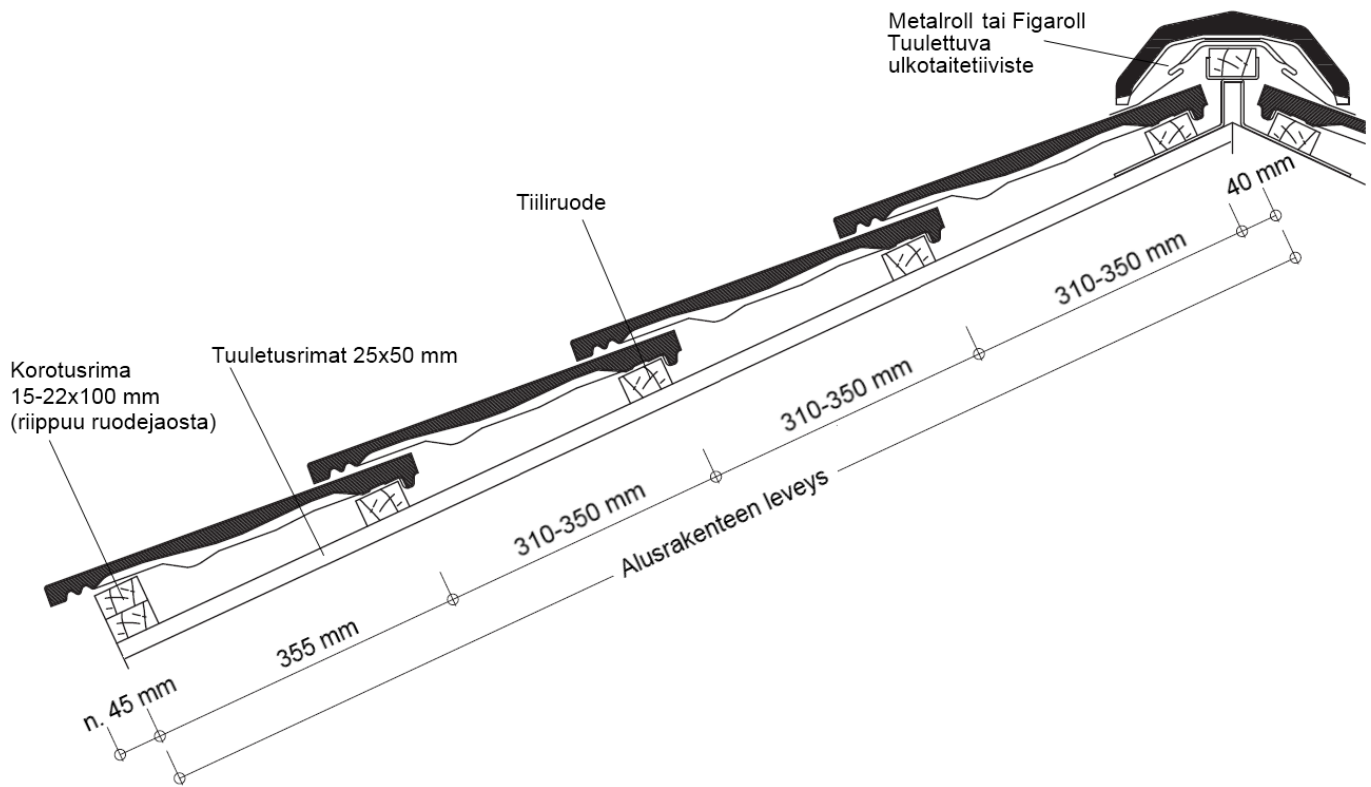 Metalroll tai Figaroll
Tuulettuva
ulkotaitetiiviste
Tiiliruode
Tuuletusrimat 25x50 mm
Korotusrima
15-22x100 mm
(riippuu ruodejaosta)
40 mm
310-350 mm
310-350 mm
310-350 mm
355 mm
n. 45 mm
Alusrakenteen leveys